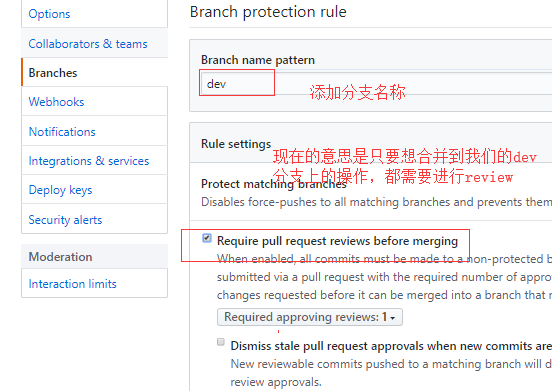 Options
Collaborators & teams
Branches
Webhooks
Notifications
Integrations & services
Deploy keys
Security alerts
Moderation
Interaction limits
Branch protection rule
Branch name pattern
dev
添加分支名称
Rule settings
现在的意思是只要想合并到我们的dev
分支上的操作，都需要进行review
Protect matching branches
Disables force-pushes to all matching branches and prevents them
Require pull request reviews before merging
When enabled, all commits must be made to a non-protected b
submitted via a pull request with the required number of approv
changes requested before it can be merged into a branch that m
Required approving reviews: 1
Dismiss stale pull request approvals when new commits are
New reviewable commits pushed to a matching branch will d
review approvals.